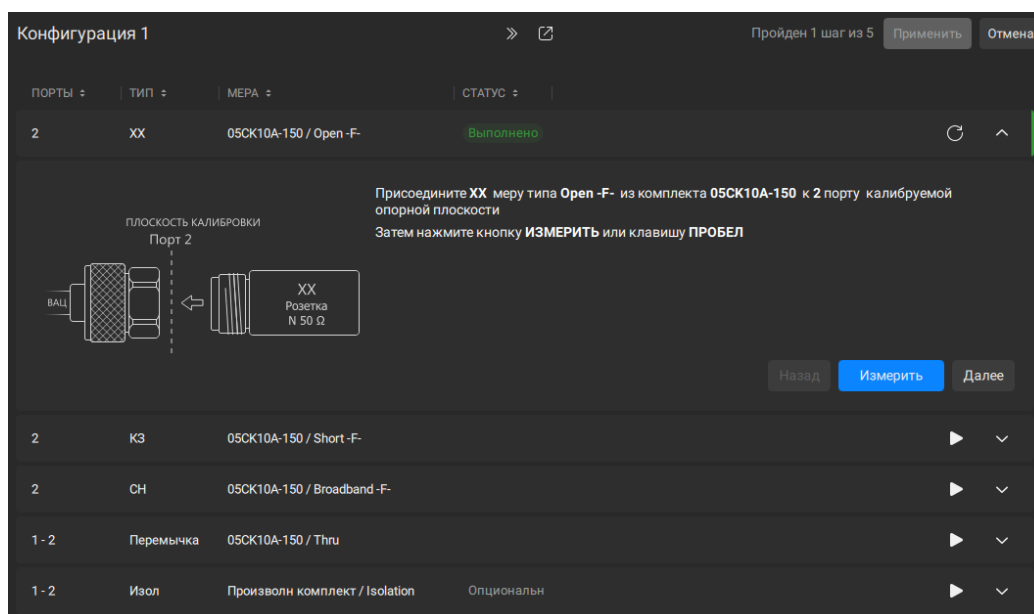 Конфигурация 1
Пройден 1 шаг из 5 Применить Отмена
ПОРТЫ ТИП МЕРА СТАТУС
2 ХХ 05CK10A-150 / Open -F- Выполнено
Присоедините ХХ меру типа Open -F- из комплекта 05CK10A-150 к 2 порту калибруемой
опорной плоскости
Затем нажмите кнопку ИЗМЕРИТЬ или клавишу ПРОБЕЛ
ПЛОСКОСТЬ КАЛИБРОВКИ
Порт 2
ВАЦ
ХХ
Розетка
N 50 Ω
Назад Измерить Далее
2 КЗ 05CK10A-150 / Short -F-
2 СН 05CK10A-150 / Broadband -F-
1 - 2 Перемычка 05CK10A-150 / Thru
1 - 2 Изол Произволн комплект / Isolation Опциональн